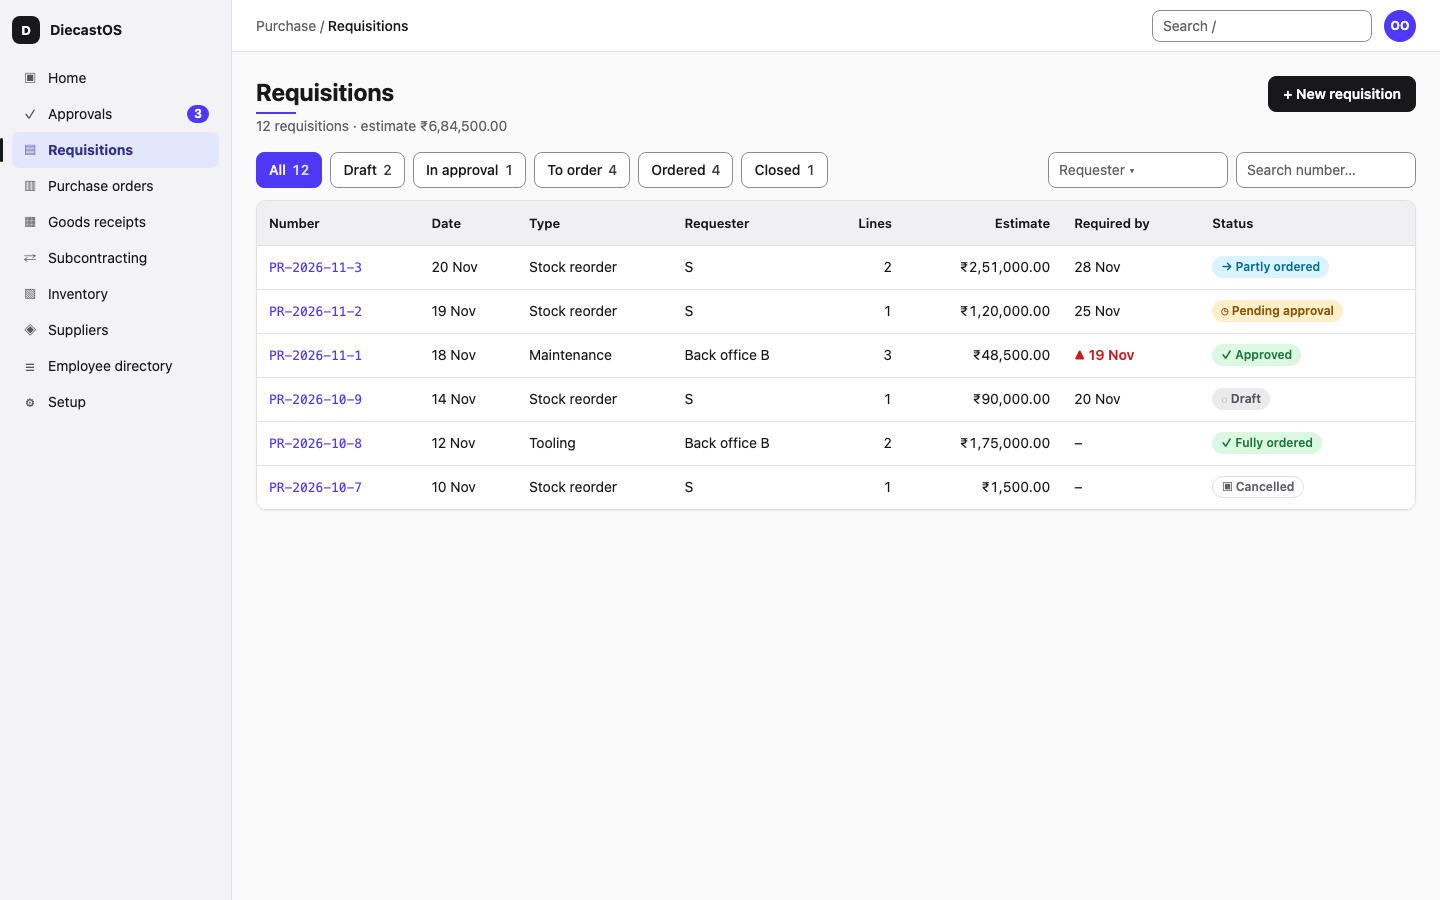 D DiecastOS
Home
Approvals 3
Requisitions
Purchase orders
Goods receipts
Subcontracting
Inventory
Suppliers
Employee directory
Setup
Purchase / Requisitions
Search /
OO
Requisitions
+ New requisition
12 requisitions · estimate ₹6,84,500.00
All 12 Draft 2 In approval 1 To order 4 Ordered 4 Closed 1
Requester ▾ Search number...
Number Date Type Requester Lines Estimate Required by Status
PR-2026-11-3 20 Nov Stock reorder S 2 ₹2,51,000.00 28 Nov → Partly ordered
PR-2026-11-2 19 Nov Stock reorder S 1 ₹1,20,000.00 25 Nov Pending approval
PR-2026-11-1 18 Nov Maintenance Back office B 3 ₹48,500.00 ▲ 19 Nov ✓ Approved
PR-2026-10-9 14 Nov Stock reorder S 1 ₹90,000.00 20 Nov Draft
PR-2026-10-8 12 Nov Tooling Back office B 2 ₹1,75,000.00 – ✓ Fully ordered
PR-2026-10-7 10 Nov Stock reorder S 1 ₹1,500.00 – Cancelled